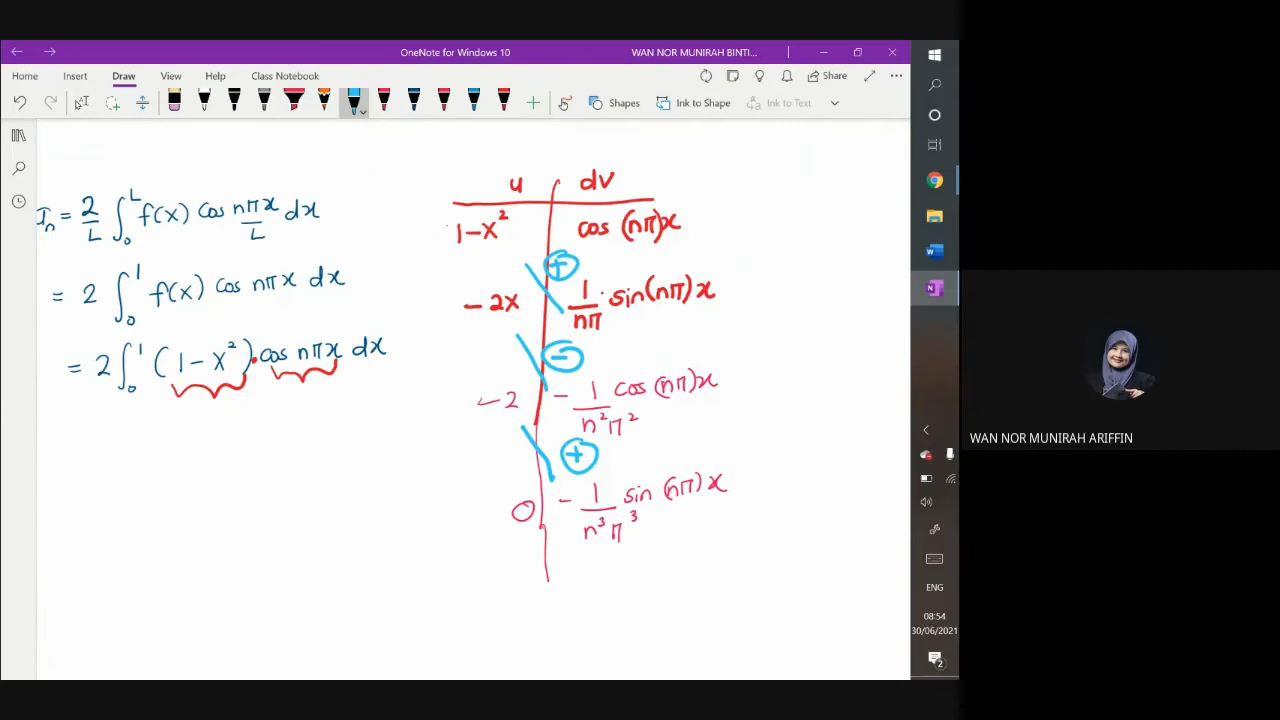 OneNote for Windows 10
WAN NOR MUNIRAH BINTI...
Home Insert Draw View Help Class Notebook
Share
Shapes
Ink to Shape
Ink to Text
= 2/L ∫₀ᴸ f(x) cos nπx/L dx
= 2 ∫₀¹ f(x) cos nπx dx
= 2 ∫₀¹ (1-x²) · cos nπx dx
u dv
1-x² cos (nπ)x
+
-2x 1/nπ · sin(nπ)x
-
-2 - 1/n²π² cos(nπ)x
+
0 - 1/n³π³ sin(nπ)x
WAN NOR MUNIRAH ARIFFIN
ENG
08:54
30/06/2021
2